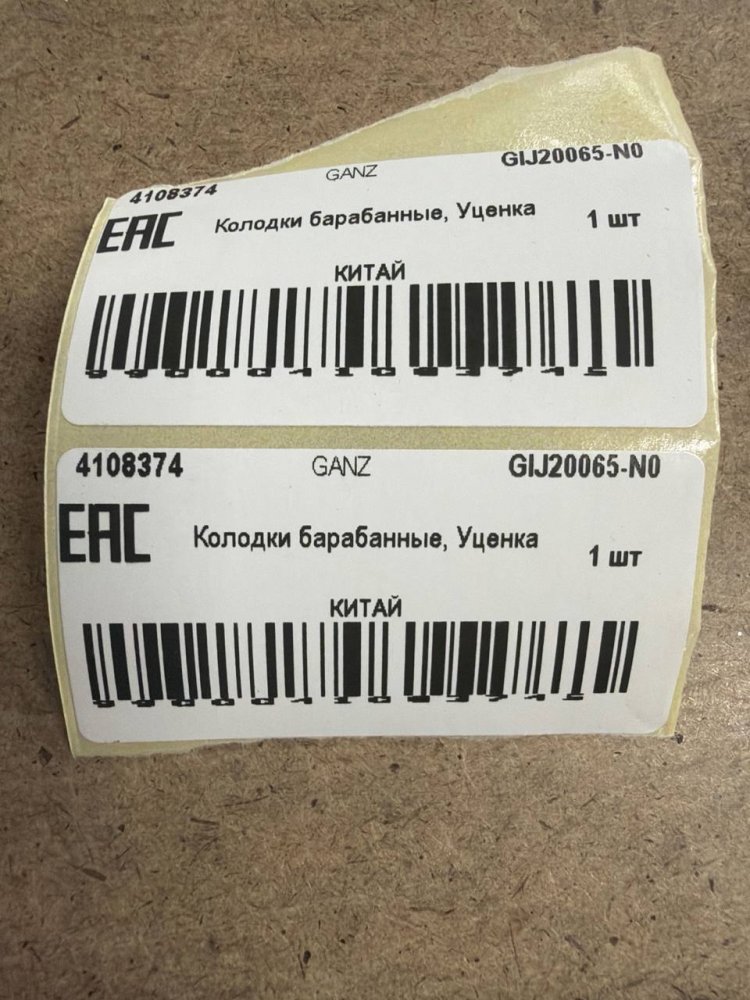 4108374 GANZ GIJ20065-N0
EAC Колодки барабанные, Уценка 1 шт
КИТАЙ
4108374 GANZ GIJ20065-N0
EAC Колодки барабанные, Уценка 1 шт
КИТАЙ